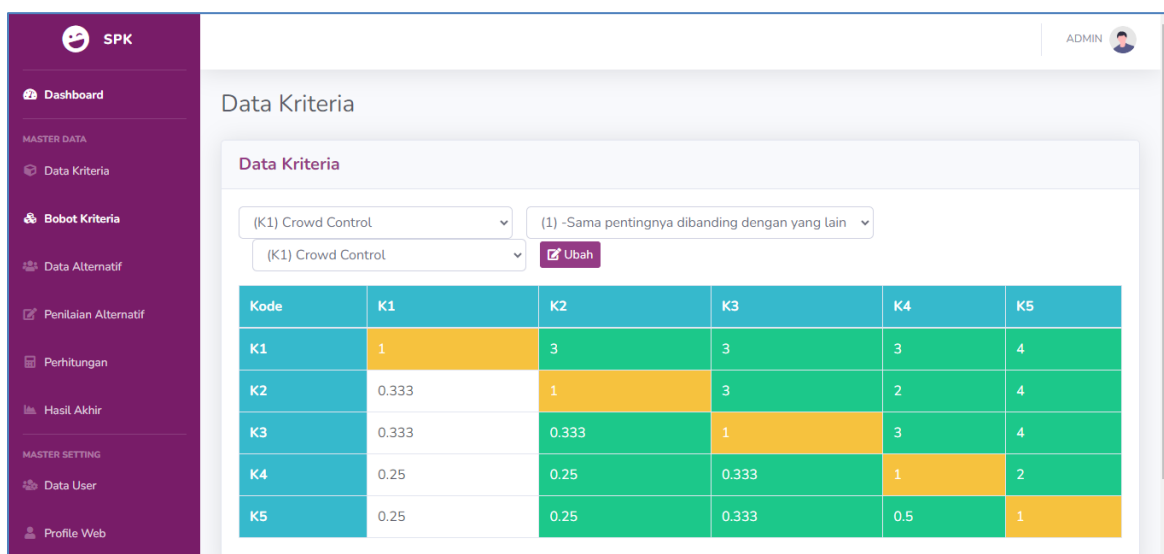 SPK
ADMIN
Dashboard
Data Kriteria
MASTER DATA
Data Kriteria
Data Kriteria
Bobot Kriteria
(K1) Crowd Control
(1) -Sama pentingnya dibanding dengan yang lain
(K1) Crowd Control
Ubah
Data Alternatif
Penilaian Alternatif
Perhitungan
Hasil Akhir
MASTER SETTING
Data User
Profile Web
Kode K1 K2 K3 K4 K5
K1 1 3 3 3 4
K2 0.333 1 3 2 4
K3 0.333 0.333 1 3 4
K4 0.25 0.25 0.333 1 2
K5 0.25 0.25 0.333 0.5 1